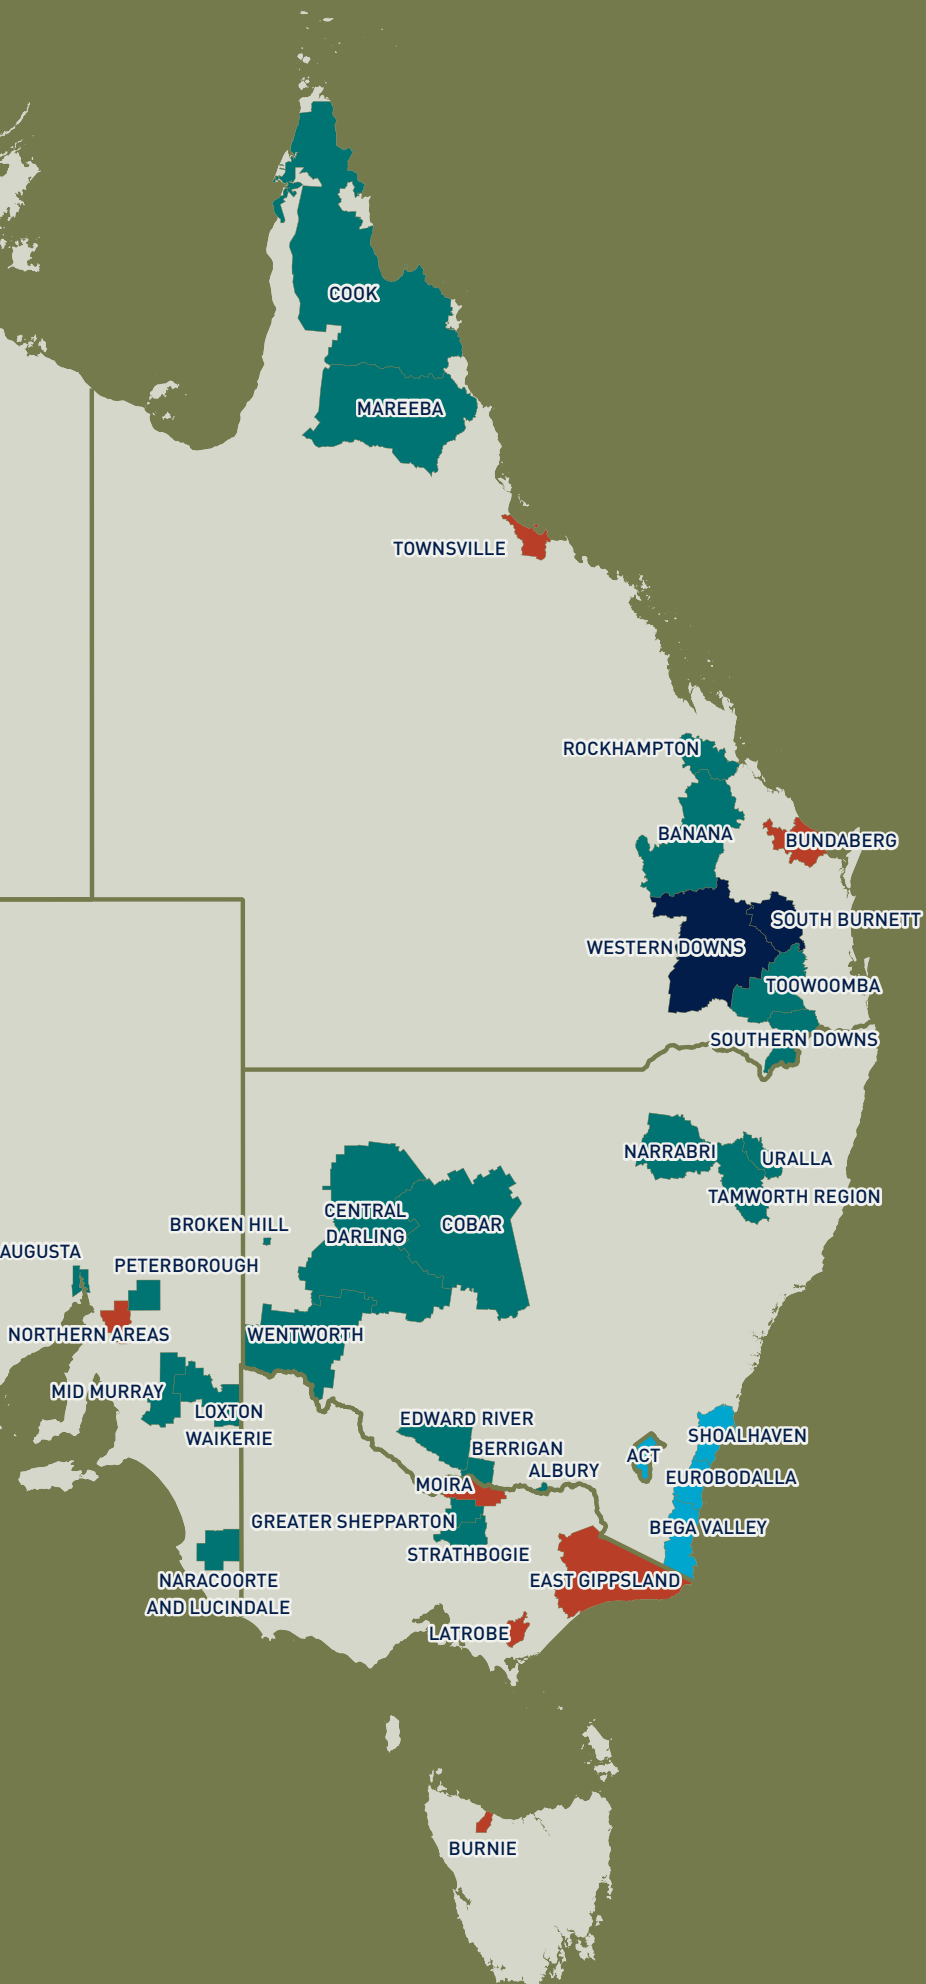 COOK
MAREEBA
TOWNSVILLE
ROCKHAMPTON
BANANA
BUNDABERG
SOUTH BURNETT
WESTERN DOWNS
TOOWOOMBA
SOUTHERN DOWNS
NARRABRI
URALLA
TAMWORTH REGION
CENTRAL
DARLING
COBAR
BROKEN HILL
AUGUSTA
PETERBOROUGH
NORTHERN AREAS
WENTWORTH
MID MURRAY
LOXTON
WAIKERIE
EDWARD RIVER
BERRIGAN
ALBURY
MOIRA
SHOALHAVEN
ACT
EUROBODALLA
BEGA VALLEY
GREATER SHEPPARTON
STRATHBOGIE
EAST GIPPSLAND
NARACOORTE
AND LUCINDALE
LATROBE
BURNIE